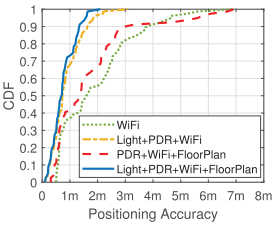 1
0.9
0.8
0.7
0.6
0.5
0.4
0.3
0.2
0.1
0
CDF
WiFi
Light+PDR+WiFi
PDR+WiFi+FloorPlan
Light+PDR+WiFi+FloorPlan
0m 1m 2m 3m 4m 5m 6m 7m 8m
Positioning Accuracy